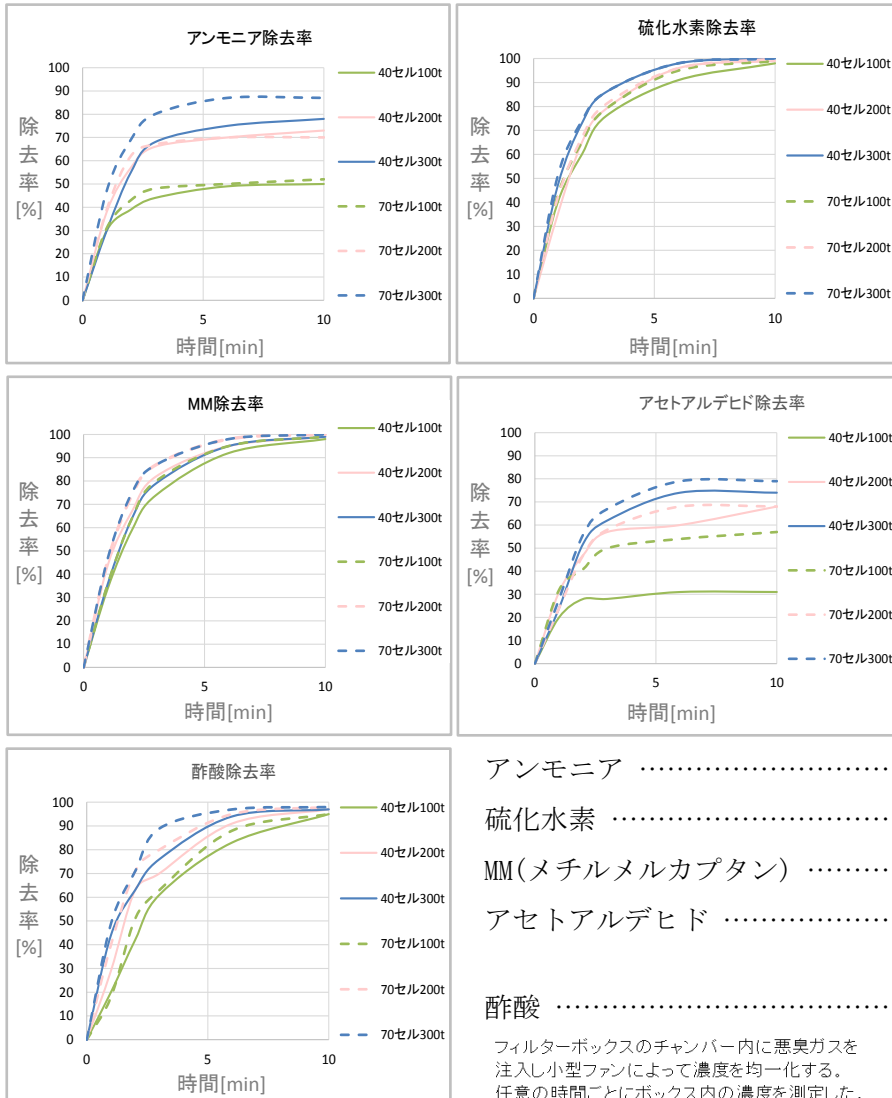 アンモニア除去率
100
90
80
70
60
50
40
30
20
10
0
除去率[%]
0 5 10
時間[min]
40セル100t
40セル200t
40セル300t
70セル100t
70セル200t
70セル300t
硫化水素除去率
100
90
80
70
60
50
40
30
20
10
0
除去率[%]
0 5 10
時間[min]
40セル100t
40セル200t
40セル300t
70セル100t
70セル200t
70セル300t
MM除去率
100
90
80
70
60
50
40
30
20
10
0
除去率[%]
0 5 10
時間[min]
40セル100t
40セル200t
40セル300t
70セル100t
70セル200t
70セル300t
アセトアルデヒド除去率
100
90
80
70
60
50
40
30
20
10
0
除去率[%]
0 5 10
時間[min]
40セル100t
40セル200t
40セル300t
70セル100t
70セル200t
70セル300t
酢酸除去率
100
90
80
70
60
50
40
30
20
10
0
除去率[%]
0 5 10
時間[min]
40セル100t
40セル200t
40セル300t
70セル100t
70セル200t
70セル300t
アンモニア ………………………
硫化水素 …………………………
MM(メチルメルカプタン) ………
アセトアルデヒド ………………
酢酸 ………………………………
フィルターボックスのチャンバー内に悪臭ガスを
注入し小型ファンによって濃度を均一化する。
任意の時間ごとにボックス内の濃度を測定した。